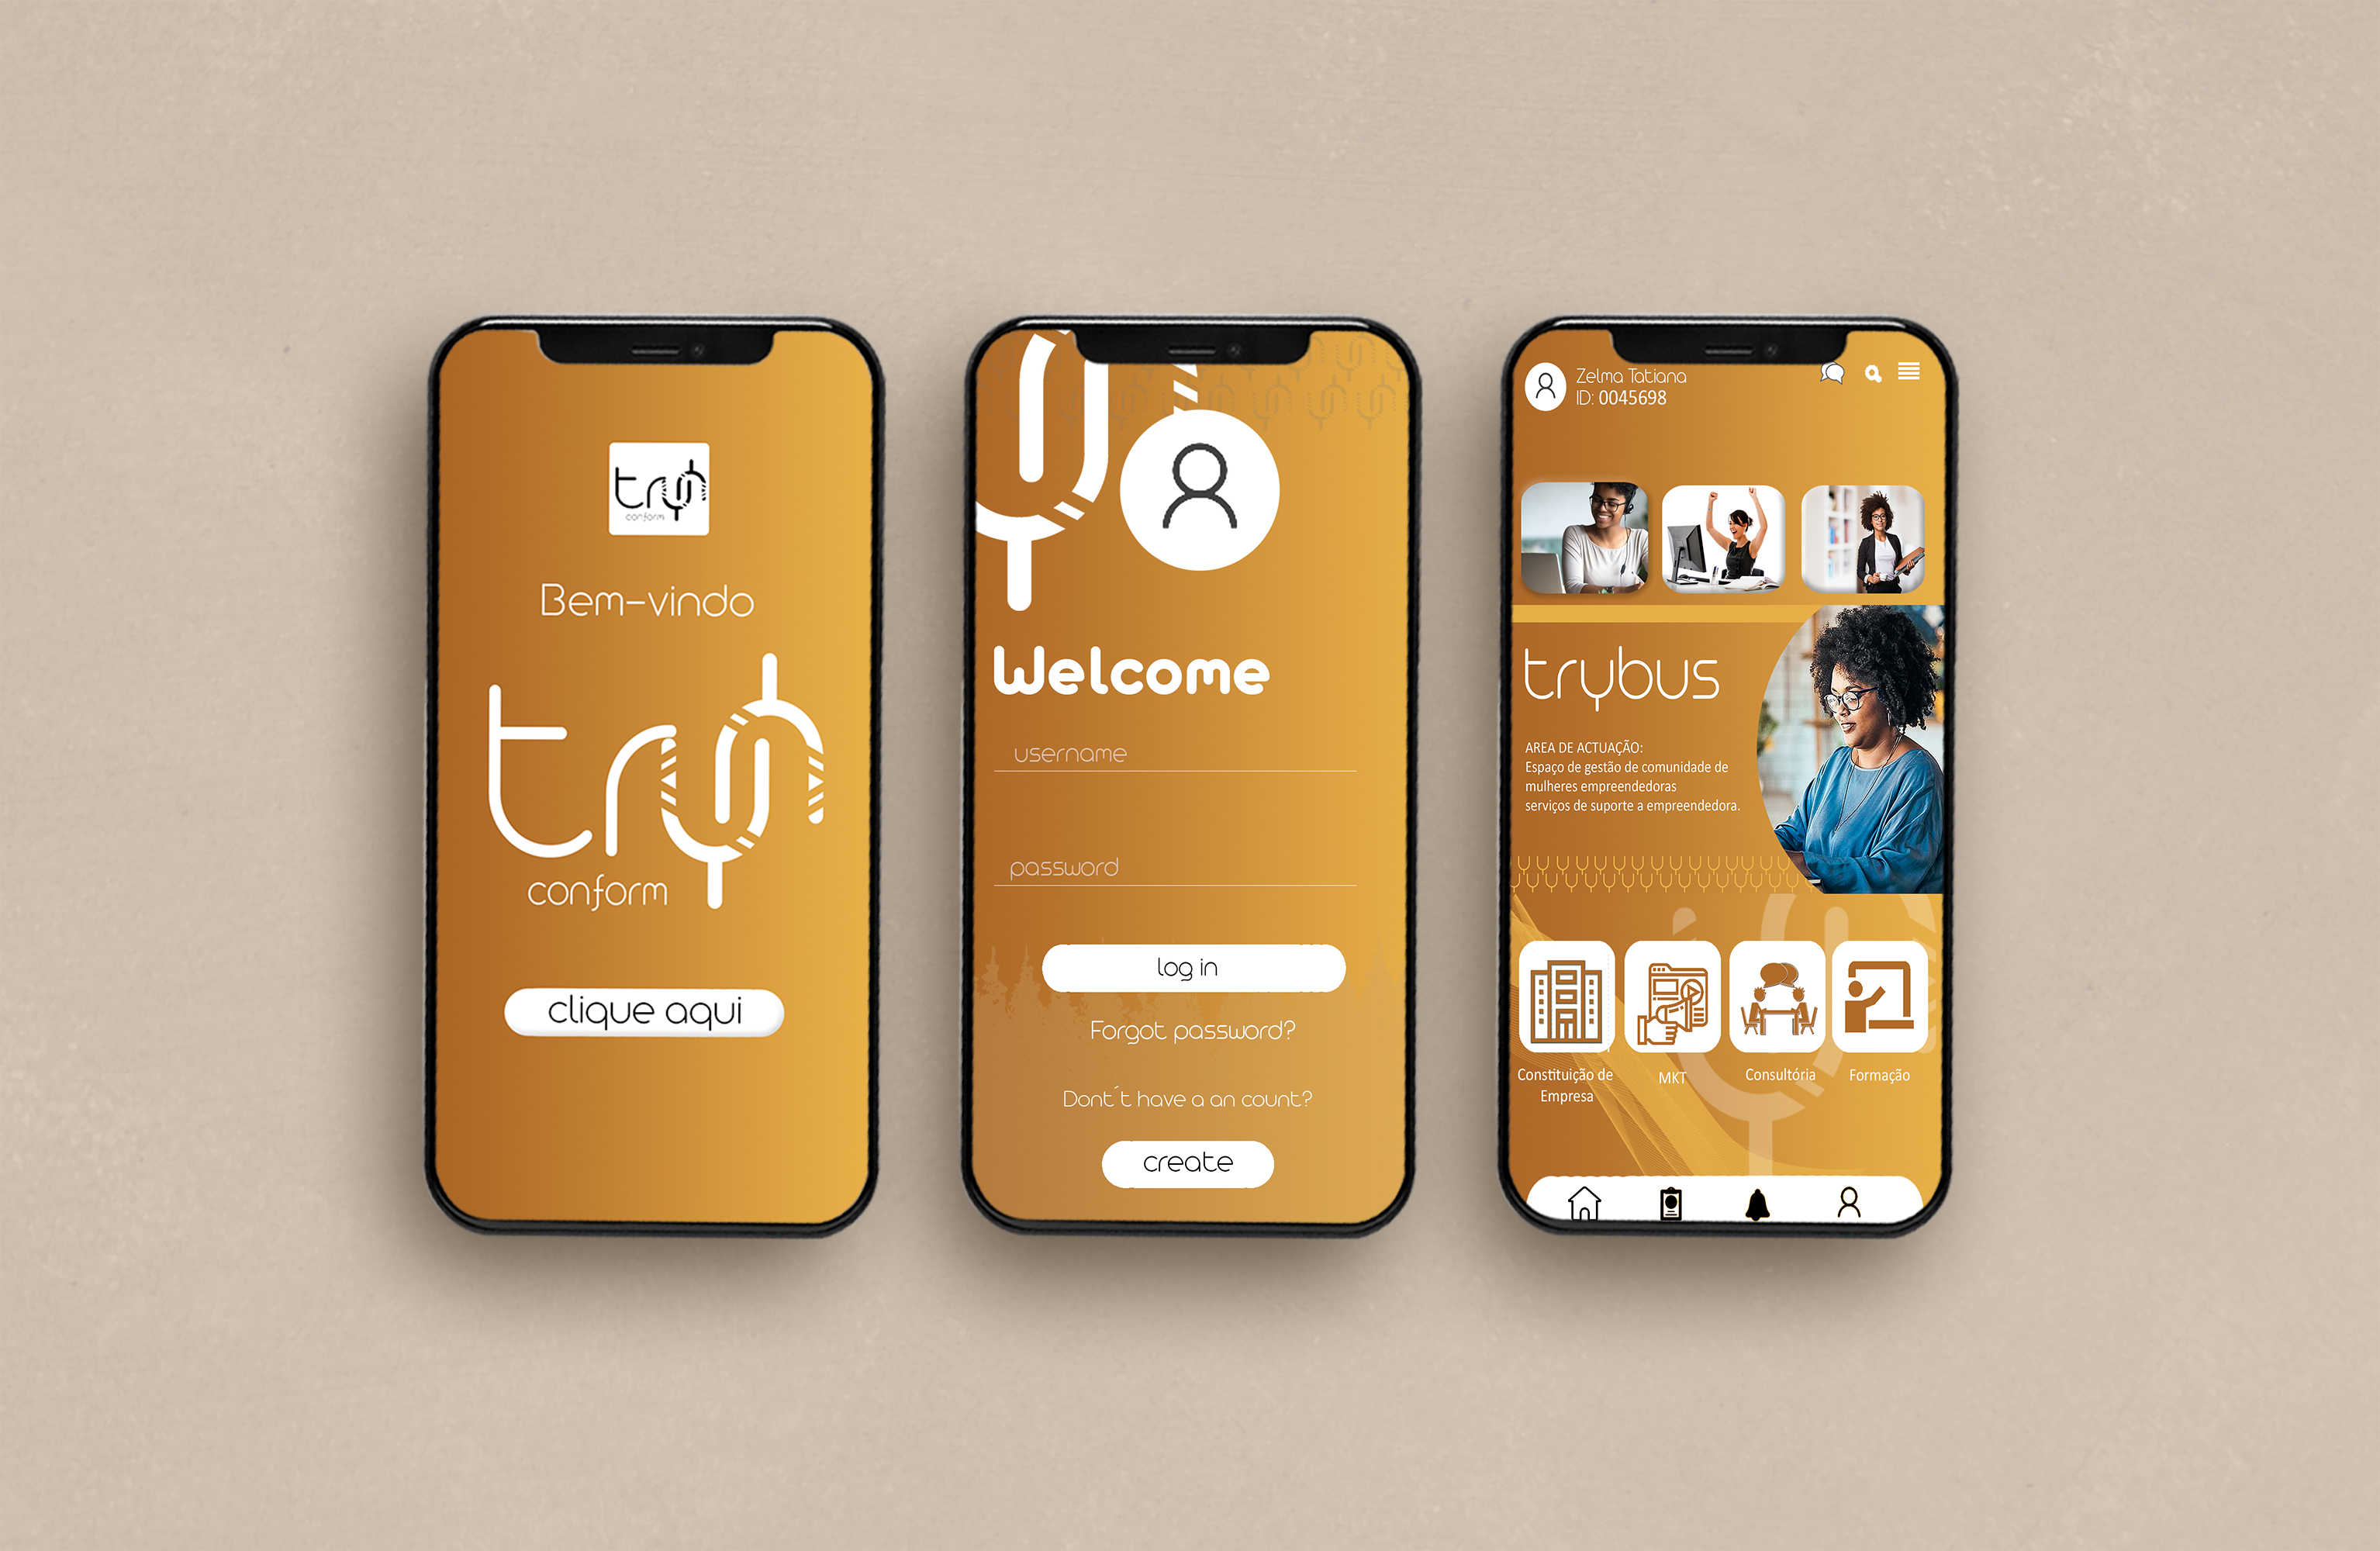 try
conform
Bem-vindo
try
conform
clique aqui
Welcome
username
password
log in
Forgot password?
Dont´t have a an count?
create
Zelma Tatiana
ID: 0045698
trybus
AREA DE ACTUAÇÃO:
Espaço de gestão de comunidade de
mulheres empreendedoras
serviços de suporte a empreendedora.
Constituição de
Empresa
MKT
Consultória
Formação